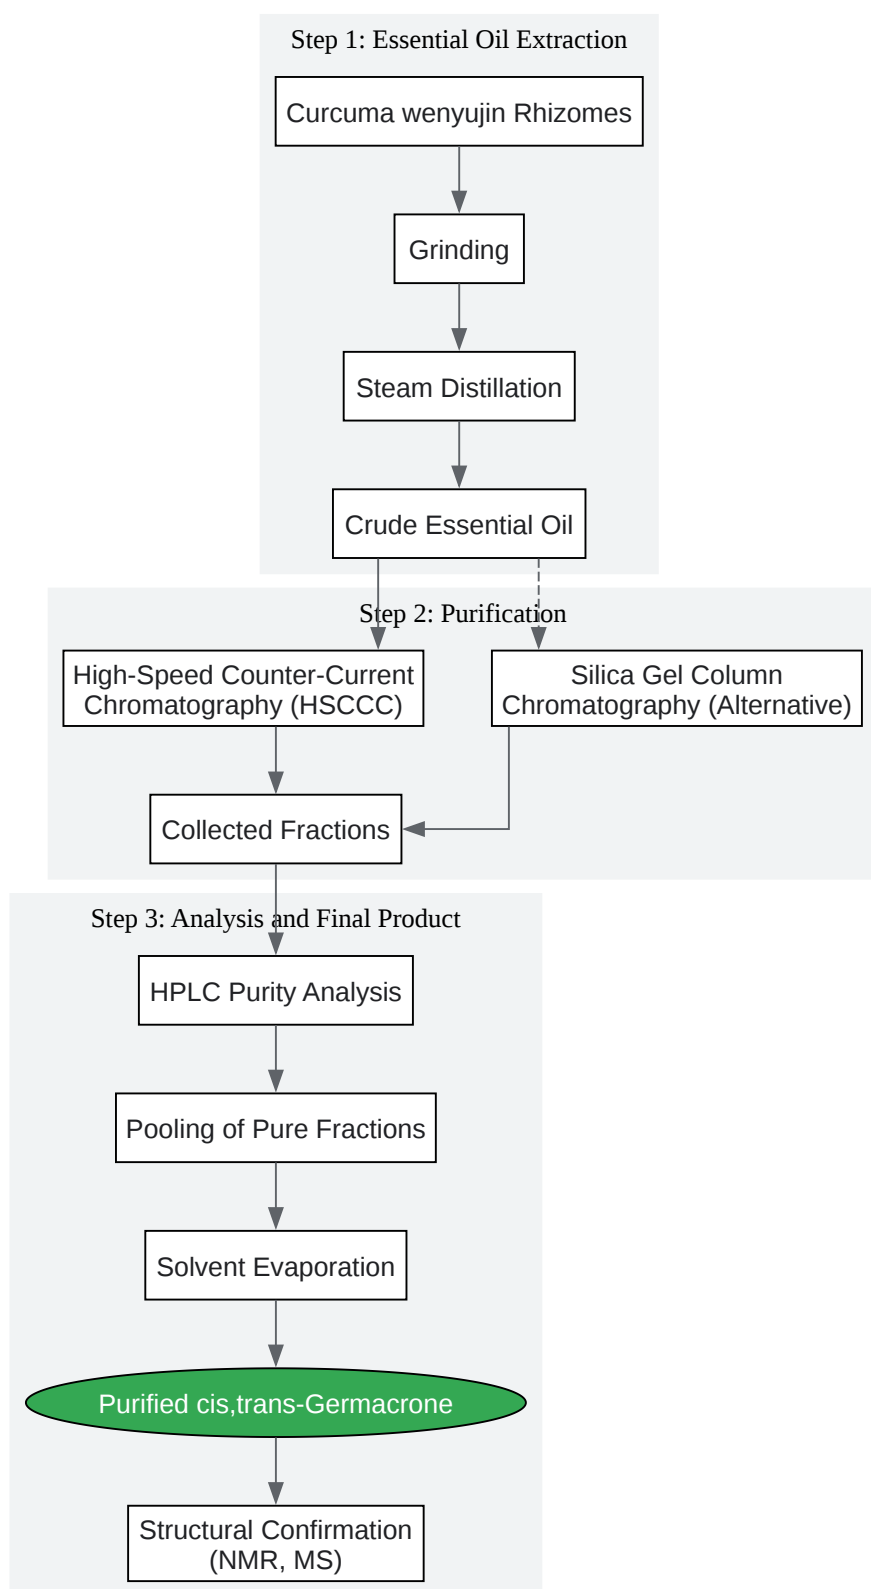 Step 1: Essential Oil Extraction
Curcuma wenyujin Rhizomes
Grinding
Steam Distillation
Crude Essential Oil
Step 2: Purification
High-Speed Counter-Current
Chromatography (HSCCC)
Silica Gel Column
Chromatography (Alternative)
Collected Fractions
Step 3: Analysis and Final Product
HPLC Purity Analysis
Pooling of Pure Fractions
Solvent Evaporation
Purified cis,trans-Germacrone
Structural Confirmation
(NMR, MS)